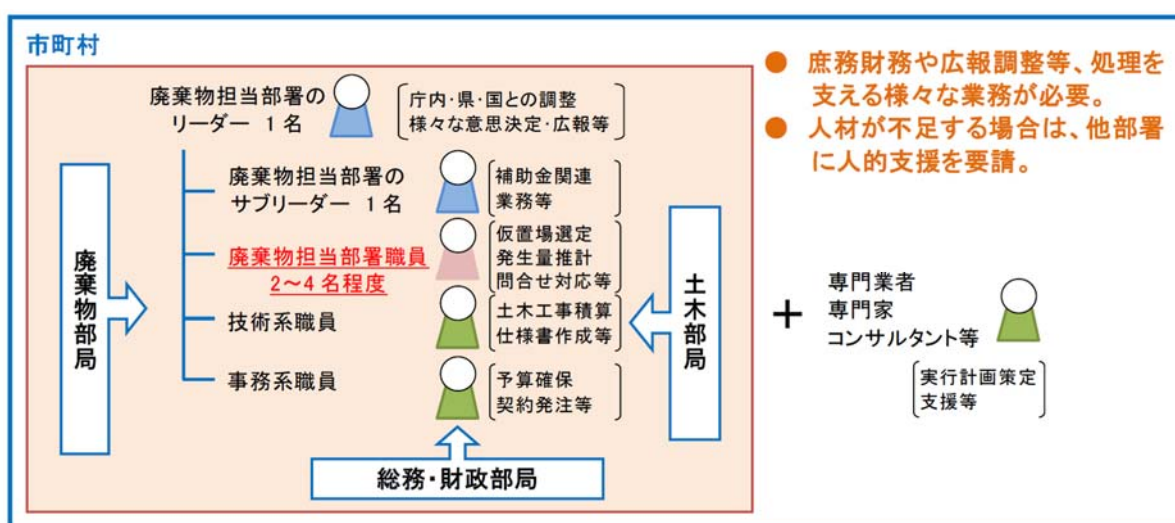 市町村
廃棄物担当部署の
リーダー 1名
庁内・県・国との調整
様々な意思決定・広報等
廃棄物担当部署の
サブリーダー 1名
補助金関連
業務等
廃棄物担当部署職員
2～4名程度
仮置場選定
発生量推計
問合せ対応等
技術系職員
土木工事積算
仕様書作成等
事務系職員
予算確保
契約発注等
廃棄物部局
土木部局
総務・財政部局
● 庶務財務や広報調整等、処理を
支える様々な業務が必要。
● 人材が不足する場合は、他部署
に人的支援を要請。
＋
専門業者
専門家
コンサルタント等
実行計画策定
支援等